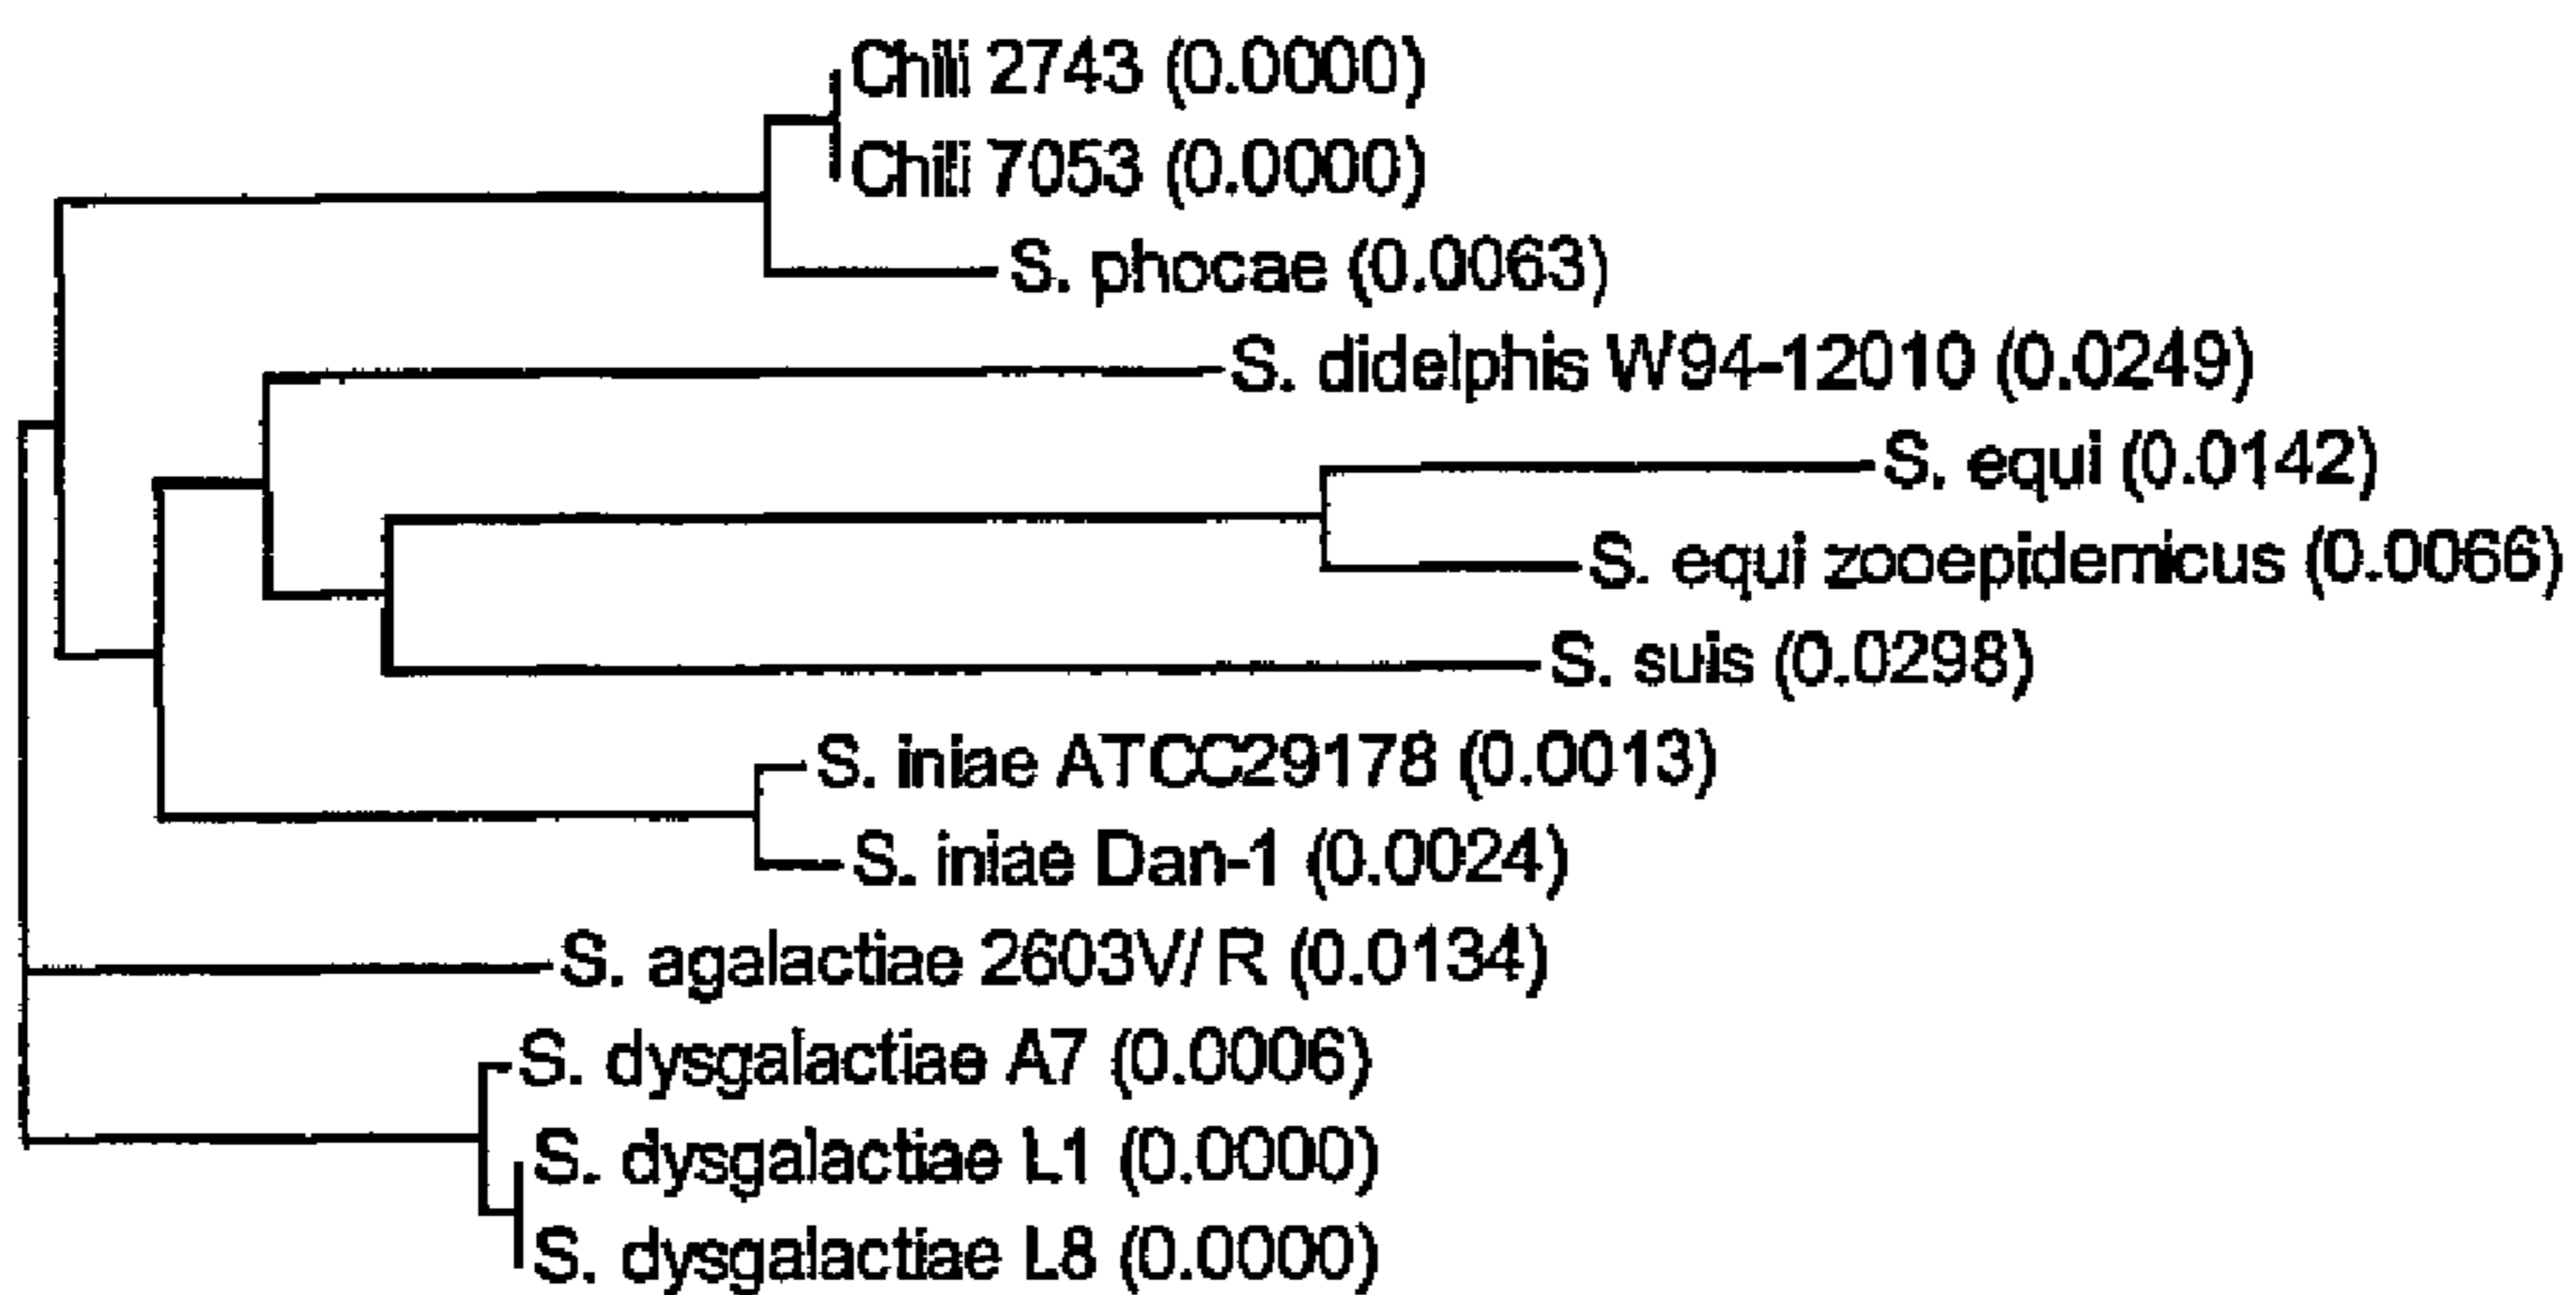 Chili 2743 (0.0000)
Chili 7053 (0.0000)
S. phocae (0.0063)
S. didelphis W94-12010 (0.0249)
S. equi (0.0142)
S. equi zooepidemicus (0.0066)
S. suis (0.0298)
S. iniae ATCC29178 (0.0013)
S. iniae Dan-1 (0.0024)
S. agalactiae 2603V/ R (0.0134)
S. dysgalactiae A7 (0.0006)
S. dysgalactiae L1 (0.0000)
S. dysgalactiae L8 (0.0000)